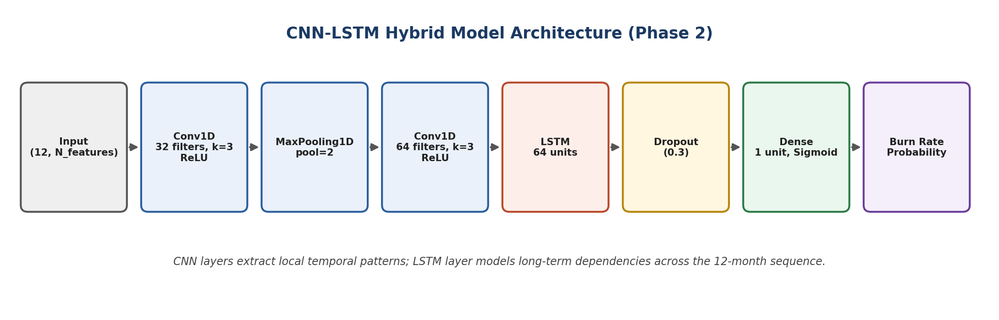 CNN-LSTM Hybrid Model Architecture (Phase 2)
Input
(12, N_features)
Conv1D
32 filters, k=3
ReLU
MaxPooling1D
pool=2
Conv1D
64 filters, k=3
ReLU
LSTM
64 units
Dropout
(0.3)
Dense
1 unit, Sigmoid
Burn Rate
Probability
CNN layers extract local temporal patterns; LSTM layer models long-term dependencies across the 12-month sequence.